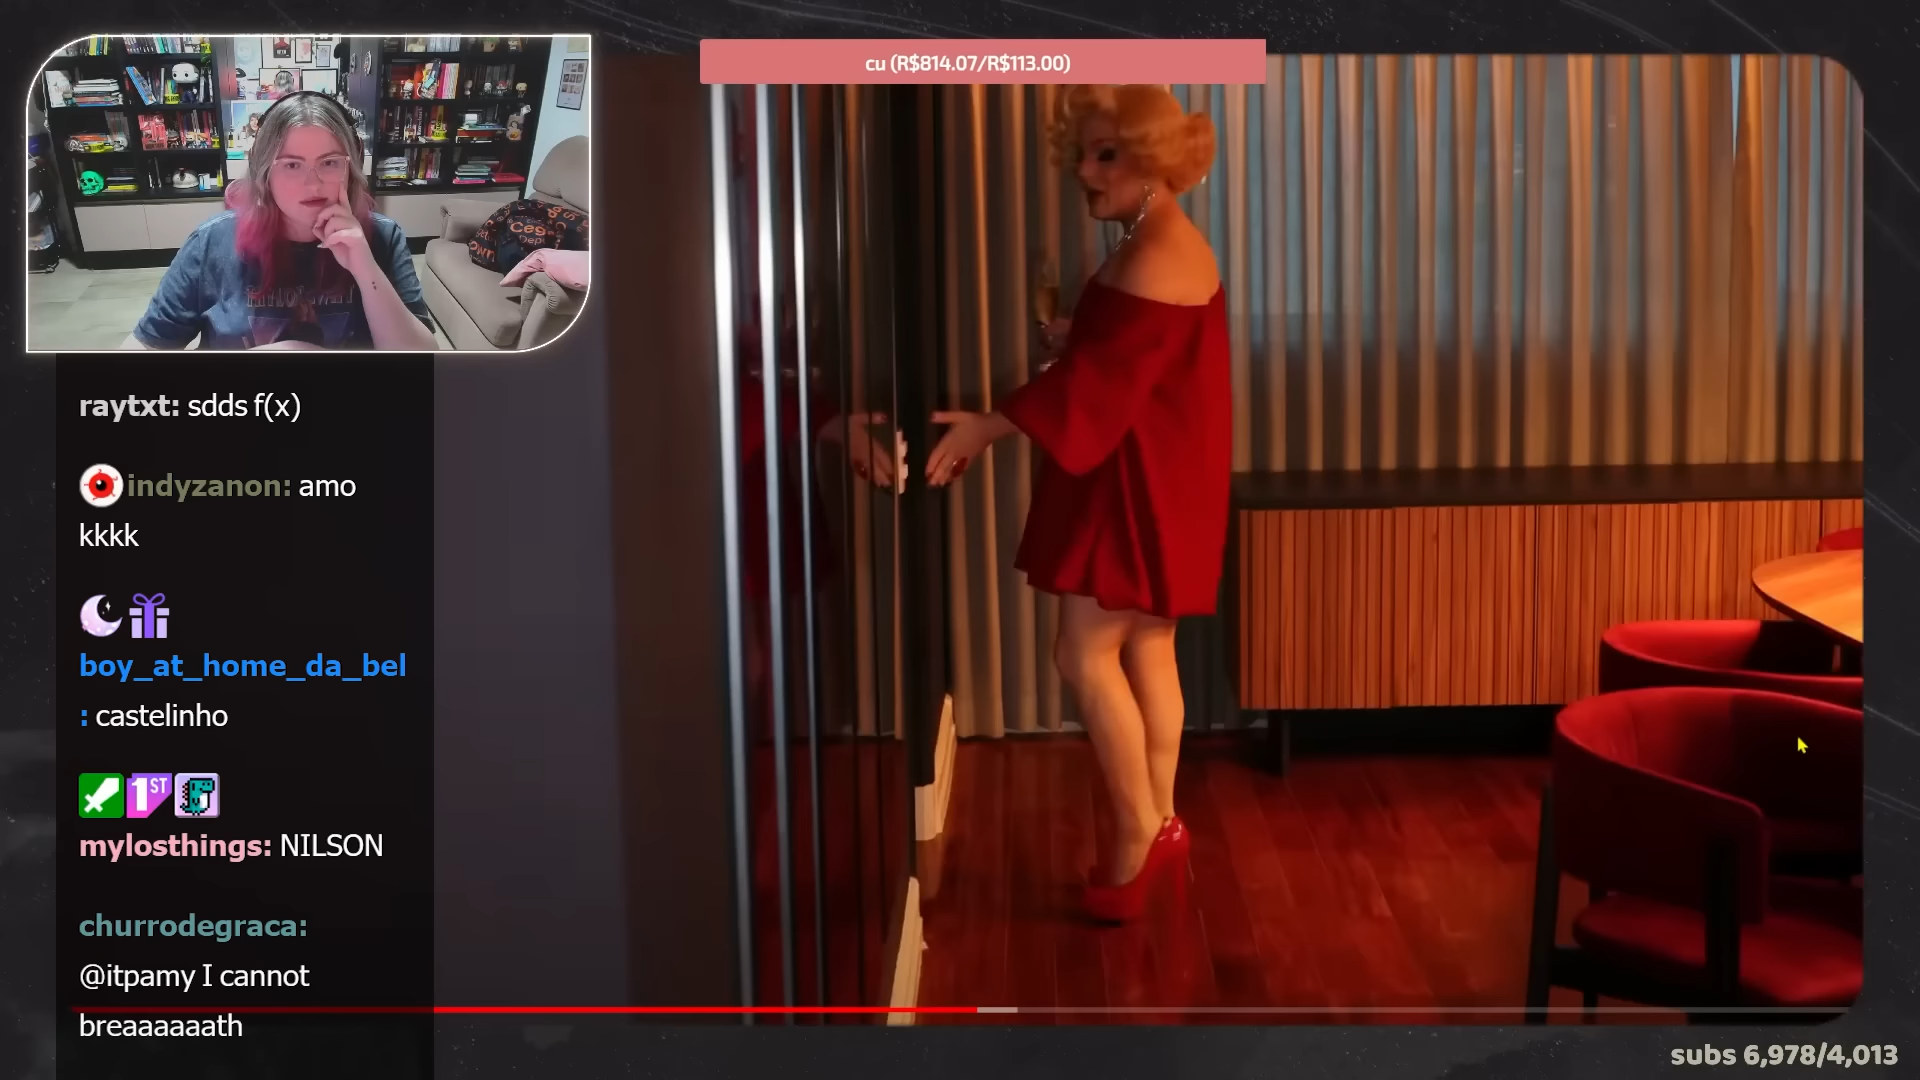 cu (R$814.07/R$113.00)
raytxt: sdds f(x)
indyzanon: amo
kkkk
boy_at_home_da_bel
: castelinho
1ST
mylosthings: NILSON
churrodegraca:
@itpamy I cannot
breaaaaaath
subs 6,978/4,013